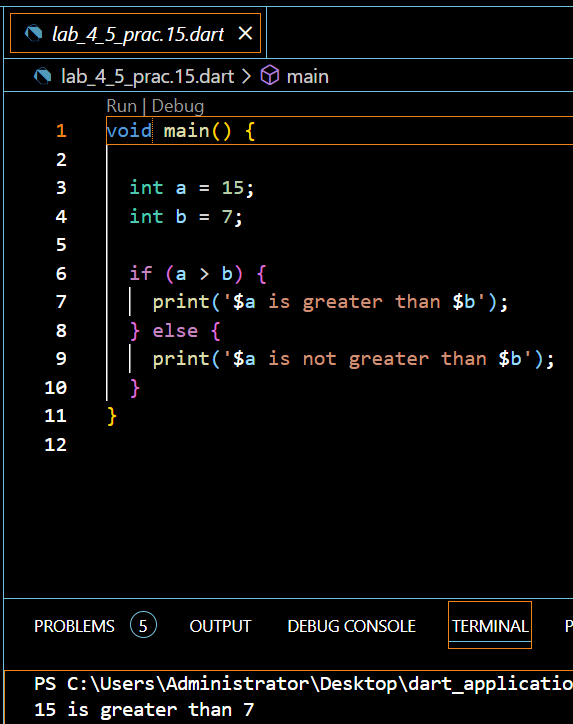 lab_4_5_prac.15.dart ×
lab_4_5_prac.15.dart > main
Run | Debug
1 void main() {
2
3 int a = 15;
4 int b = 7;
5
6 if (a > b) {
7 print('$a is greater than $b');
8 } else {
9 print('$a is not greater than $b');
10 }
11 }
12
PROBLEMS 5 OUTPUT DEBUG CONSOLE TERMINAL P
PS C:\Users\Administrator\Desktop\dart_applicatio
15 is greater than 7